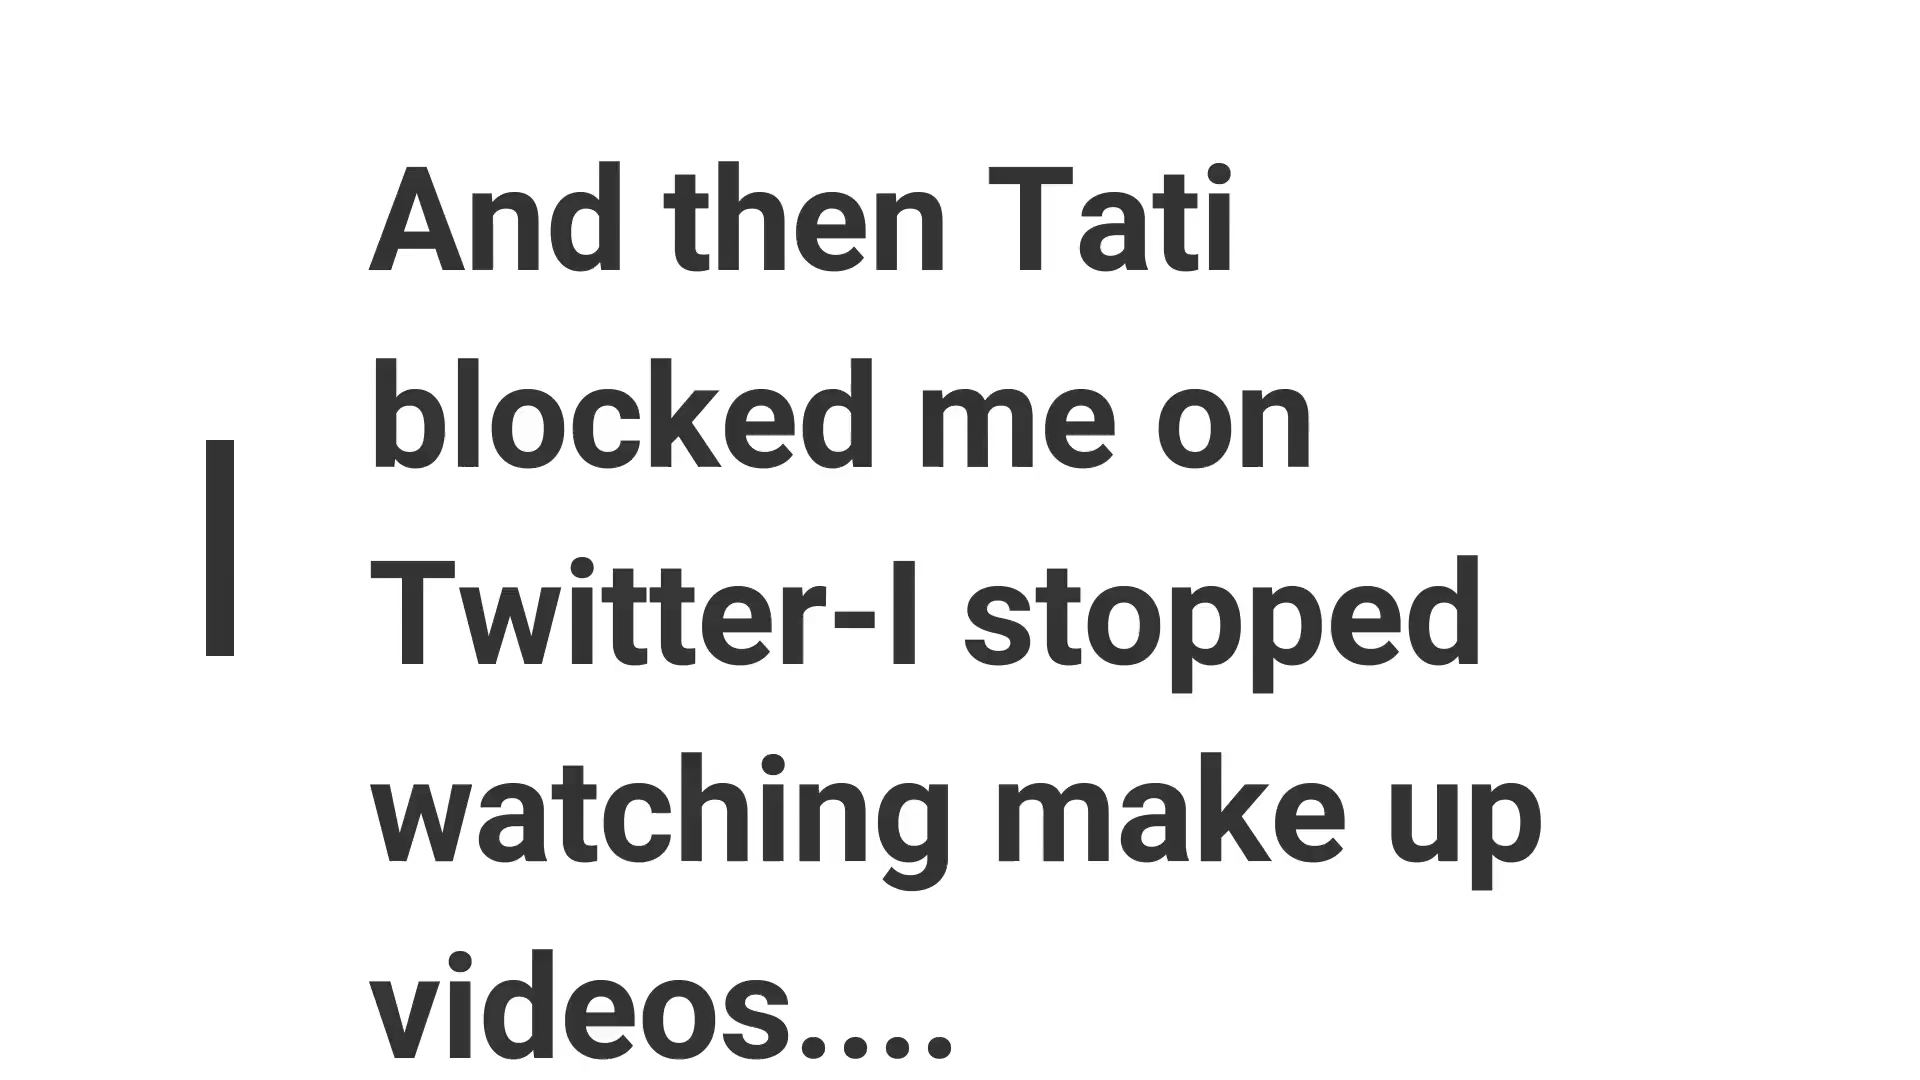 And then Tati
blocked me on
Twitter-I stopped
watching make up
videos....